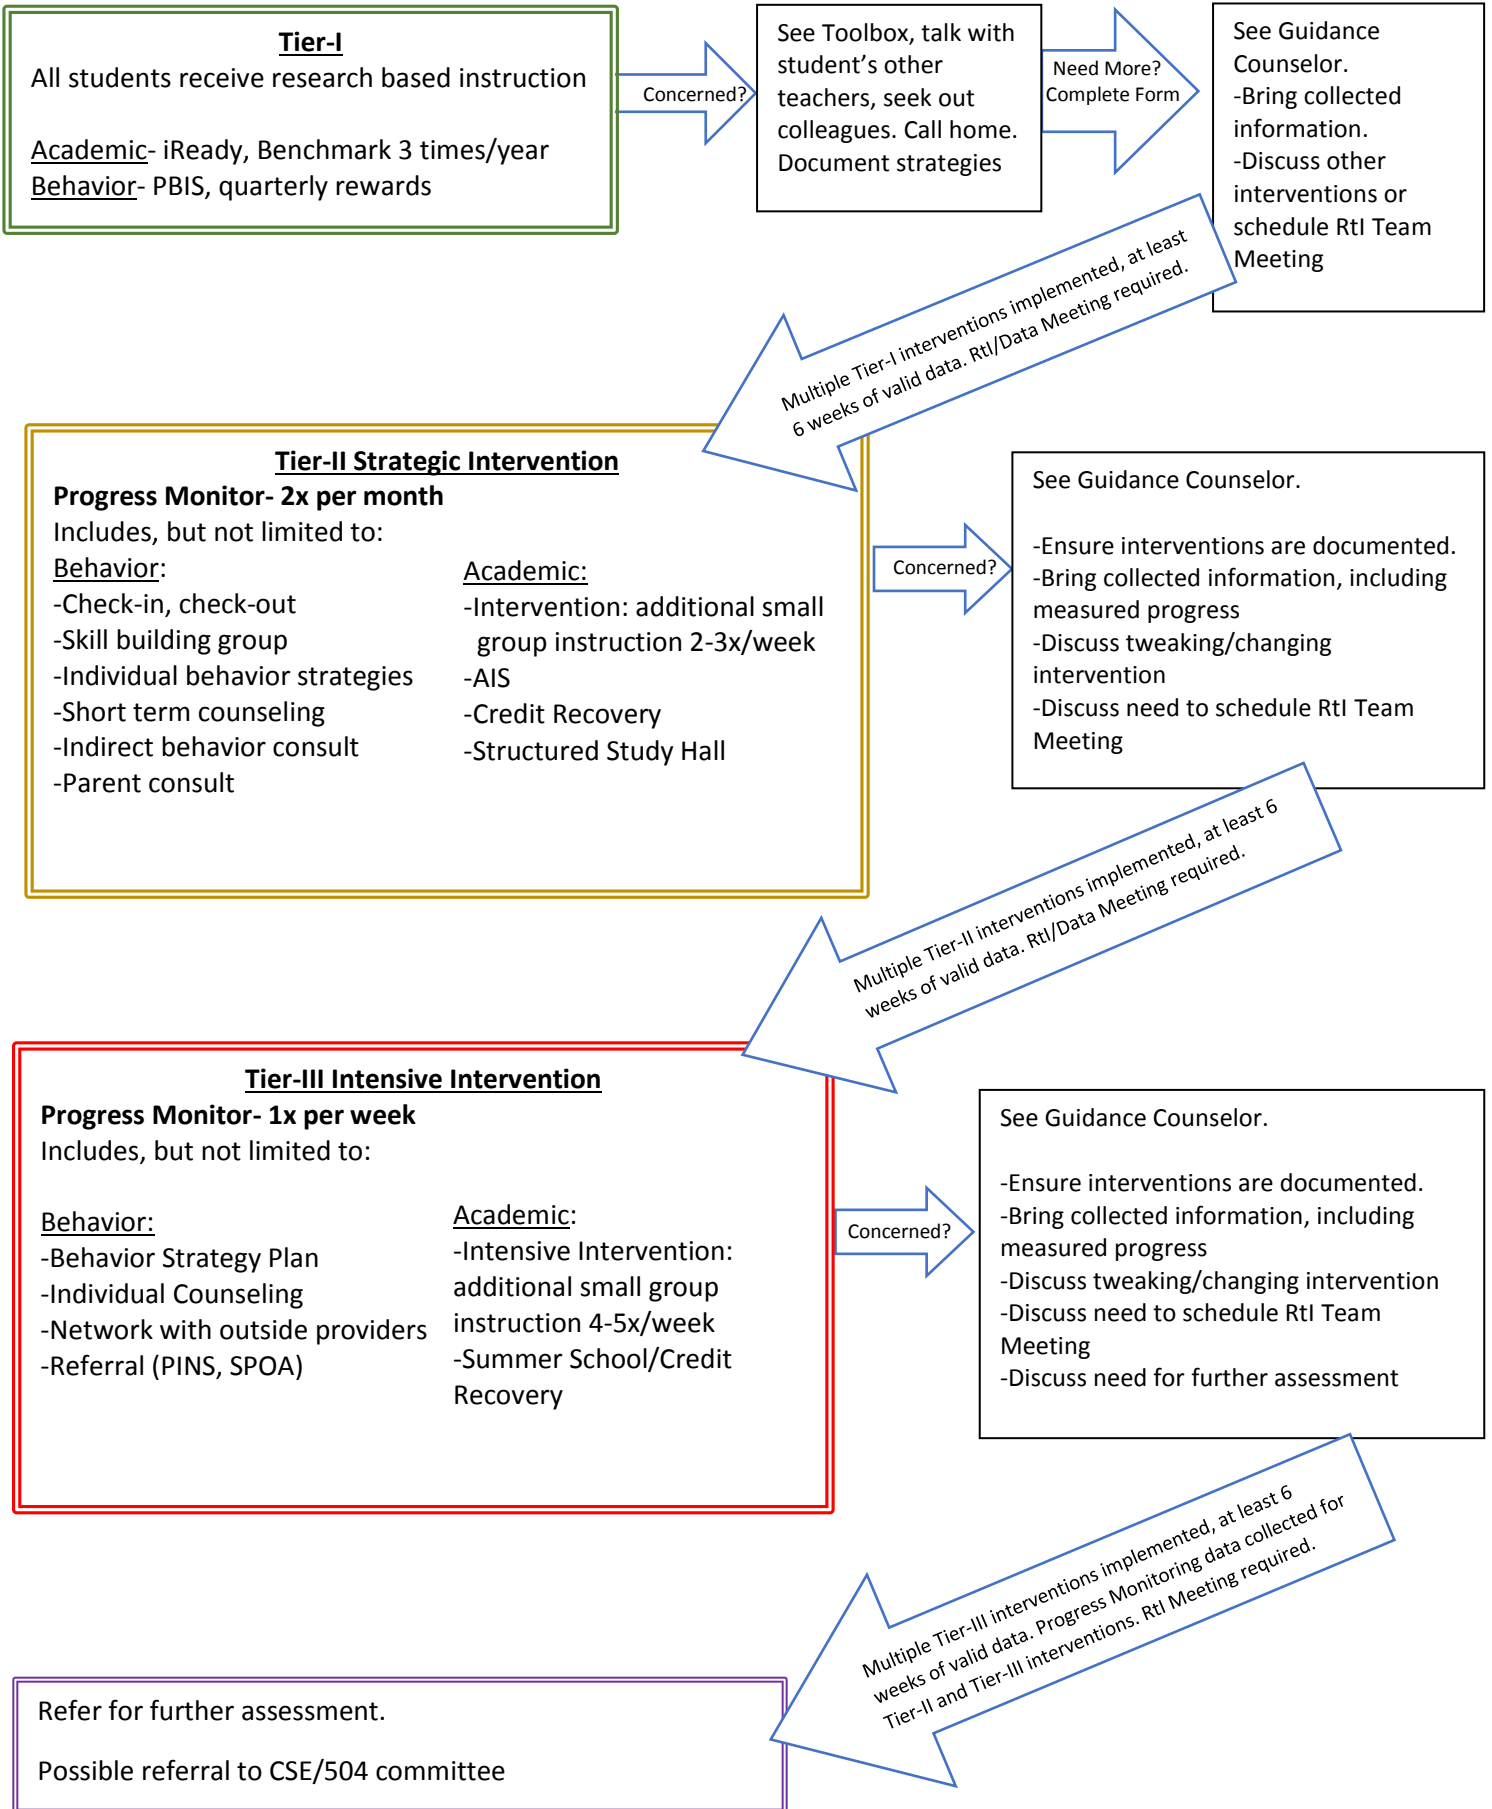 Tier-I
All students receive research based instruction
Academic- iReady, Benchmark 3 times/year
Behavior- PBIS, quarterly rewards
Concerned?
See Toolbox, talk with
student's other
teachers, seek out
colleagues. Call home.
Document strategies
Need More?
Complete Form
See Guidance
Counselor.
-Bring collected
information.
-Discuss other
interventions or
schedule RtI Team
Meeting
Multiple Tier-I interventions implemented, at least
6 weeks of valid data. RtI/Data Meeting required.
Tier-II Strategic Intervention
Progress Monitor- 2x per month
Includes, but not limited to:
Behavior:
-Check-in, check-out
-Skill building group
-Individual behavior strategies
-Short term counseling
-Indirect behavior consult
-Parent consult
Academic:
-Intervention: additional small
group instruction 2-3x/week
-AIS
-Credit Recovery
-Structured Study Hall
Concerned?
See Guidance Counselor.
-Ensure interventions are documented.
-Bring collected information, including
measured progress
-Discuss tweaking/changing
intervention
-Discuss need to schedule RtI Team
Meeting
Multiple Tier-II interventions implemented, at least 6
weeks of valid data. RtI/Data Meeting required.
Tier-III Intensive Intervention
Progress Monitor- 1x per week
Includes, but not limited to:
Behavior:
-Behavior Strategy Plan
-Individual Counseling
-Network with outside providers
-Referral (PINS, SPOA)
Academic:
-Intensive Intervention:
additional small group
instruction 4-5x/week
-Summer School/Credit
Recovery
Concerned?
See Guidance Counselor.
-Ensure interventions are documented.
-Bring collected information, including
measured progress
-Discuss tweaking/changing intervention
-Discuss need to schedule RtI Team
Meeting
-Discuss need for further assessment
Multiple Tier-III interventions implemented, at least 6
weeks of valid data. Progress Monitoring data collected for
Tier-II and Tier-III interventions. RtI Meeting required.
Refer for further assessment.
Possible referral to CSE/504 committee